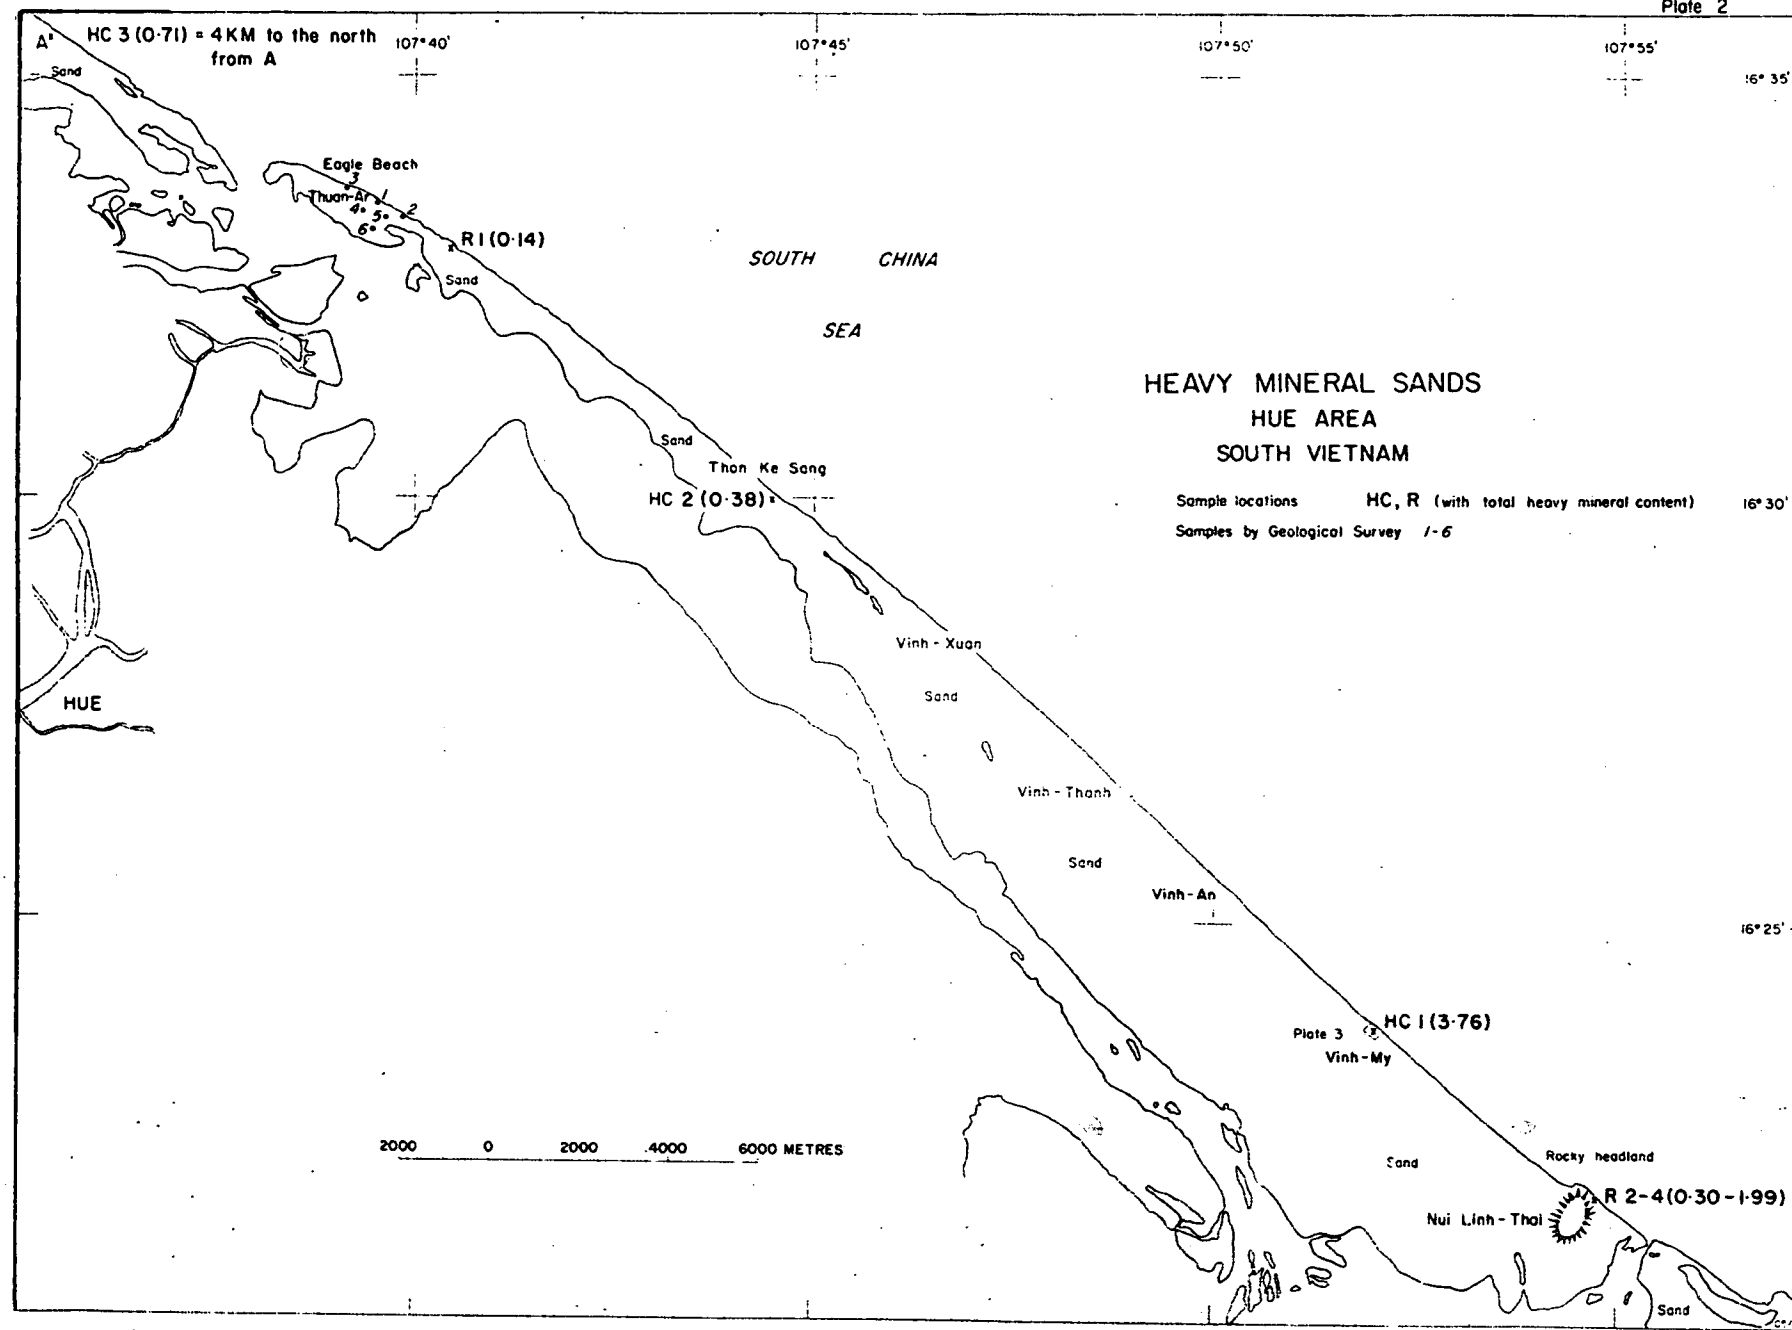 Plate 2
A'
HC 3 (0·71) = 4 KM to the north
from A
107°40'
107°45'
107°50'
107°55'
16°35'
Sand
Eagle Beach
3
Thuan-An
1
4
5
2
6
R 1 (0·14)
Sand
SOUTH CHINA
SEA
HEAVY MINERAL SANDS
HUE AREA
SOUTH VIETNAM
Sample locations HC, R (with total heavy mineral content)
16°30'
Samples by Geological Survey 1-6
Sand
Thon Ke Sang
HC 2 (0·38)
Vinh-Xuan
Sand
HUE
Vinh-Thanh
Sand
Vinh-An
16°25'
HC 1 (3·76)
Plate 3
Vinh-My
2000 0 2000 4000 6000 METRES
Rocky headland
Sand
R 2-4 (0·30-1·99)
Nui Linh-Thai
Sand